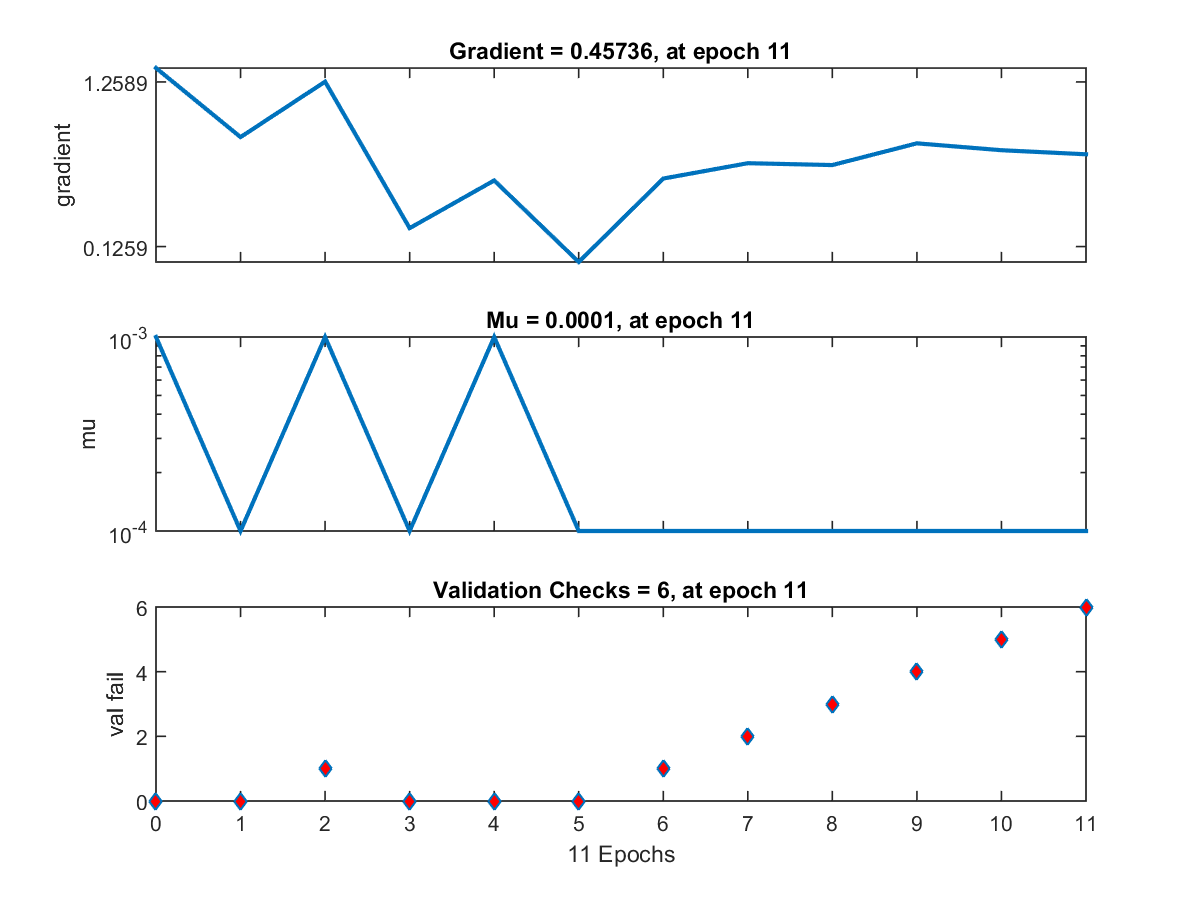 Gradient = 0.45736, at epoch 11
1.2589
0.1259
gradient
Mu = 0.0001, at epoch 11
10-3
10-4
mu
Validation Checks = 6, at epoch 11
6
4
2
0
val fail
0 1 2 3 4 5 6 7 8 9 10 11
11 Epochs